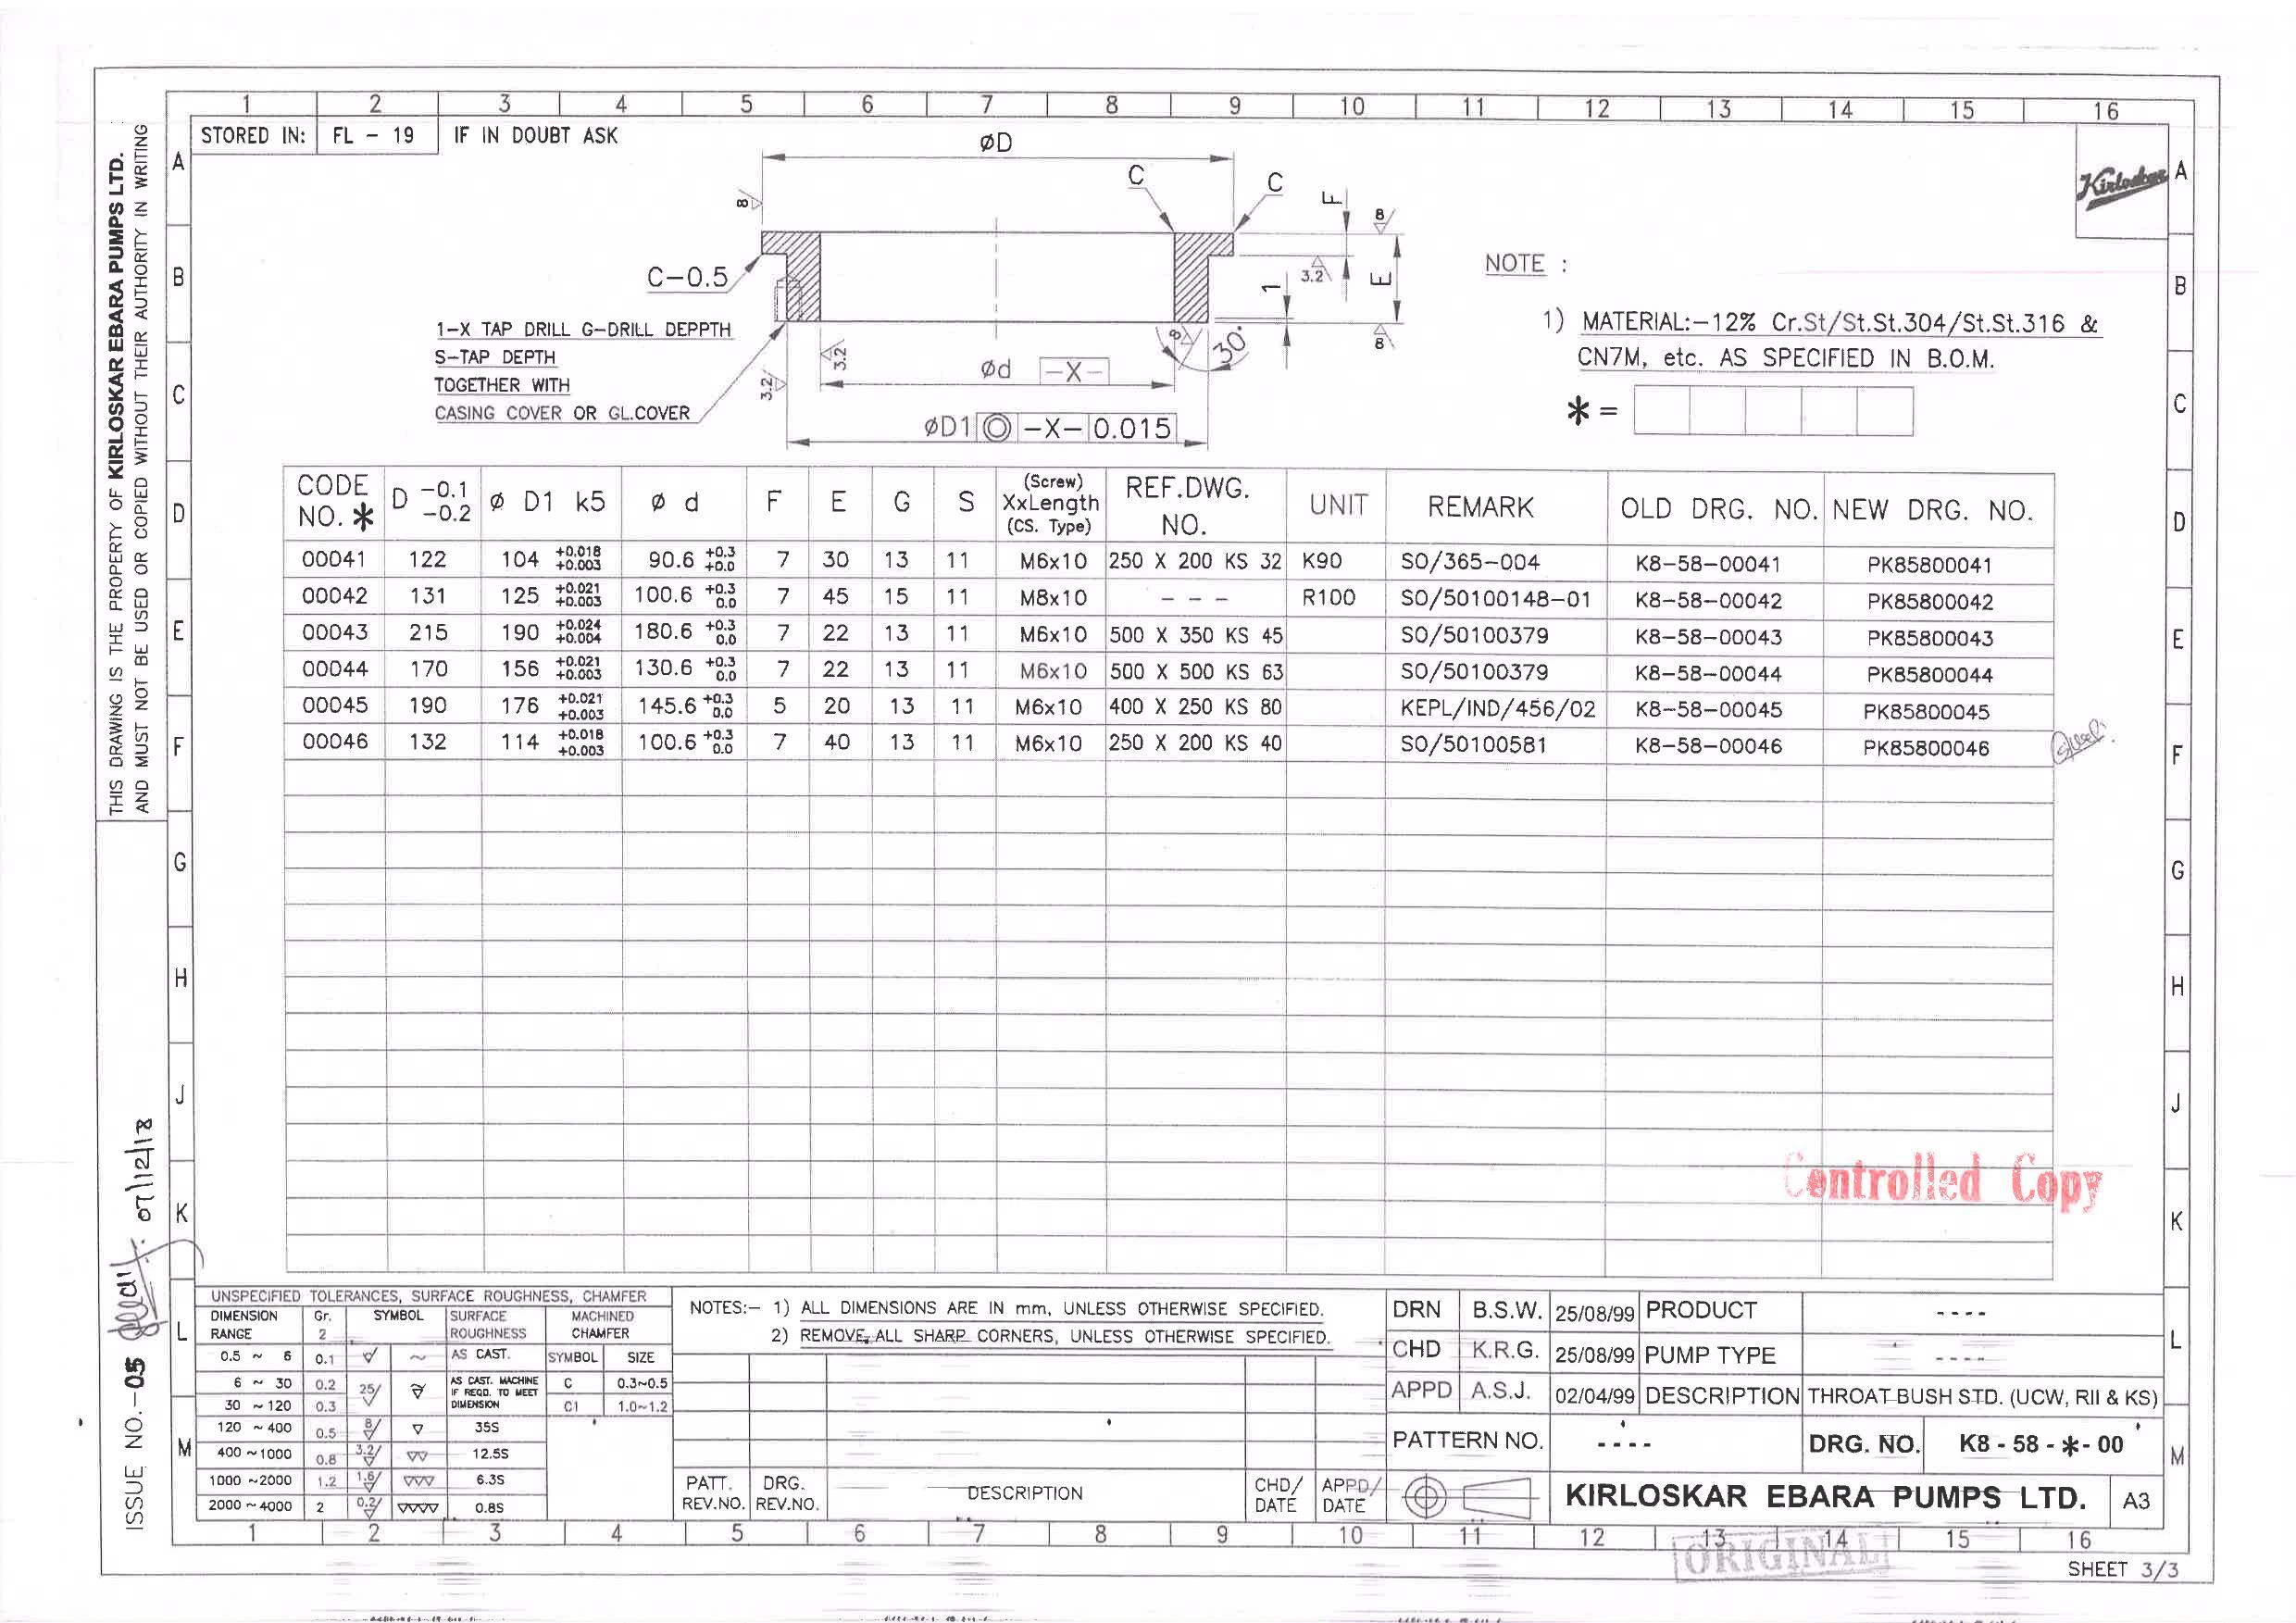 1 2 3 4 5 6 7 8 9 10 11 12 13 14 15 16
STORED IN: FL - 19 IF IN DOUBT ASK
Kirloskar
THIS DRAWING IS THE PROPERTY OF KIRLOSKAR EBARA PUMPS LTD.
AND MUST NOT BE USED OR COPIED WITHOUT THEIR AUTHORITY IN WRITING
A B C D E F G H J K L M
øD
C C
8
F
8
C-0.5
3.2
E
1
8
1-X TAP DRILL G-DRILL DEPPTH
S-TAP DEPTH
TOGETHER WITH
CASING COVER OR GL.COVER
3.2
3.2
8
30°
Ød -X-
øD1 ◎ -X- 0.015
NOTE :
1) MATERIAL:-12% Cr.St/St.St.304/St.St.316 &
CN7M, etc. AS SPECIFIED IN B.O.M.
* =
CODE NO. * D -0.1 -0.2 ø D1 k5 ø d F E G S (Screw) XxLength (CS. Type) REF.DWG. NO. UNIT REMARK OLD DRG. NO. NEW DRG. NO.
00041 122 104 +0.018 +0.003 90.6 +0.3 +0.0 7 30 13 11 M6x10 250 X 200 KS 32 K90 SO/365-004 K8-58-00041 PK85800041
00042 131 125 +0.021 +0.003 100.6 +0.3 0.0 7 45 15 11 M8x10 - - - R100 SO/50100148-01 K8-58-00042 PK85800042
00043 215 190 +0.024 +0.004 180.6 +0.3 0.0 7 22 13 11 M6x10 500 X 350 KS 45 SO/50100379 K8-58-00043 PK85800043
00044 170 156 +0.021 +0.003 130.6 +0.3 0.0 7 22 13 11 M6x10 500 X 500 KS 63 SO/50100379 K8-58-00044 PK85800044
00045 190 176 +0.021 +0.003 145.6 +0.3 0.0 5 20 13 11 M6x10 400 X 250 KS 80 KEPL/IND/456/02 K8-58-00045 PK85800045
00046 132 114 +0.018 +0.003 100.6 +0.3 0.0 7 40 13 11 M6x10 250 X 200 KS 40 SO/50100581 K8-58-00046 PK85800046
Controlled Copy
ISSUE NO.-05 07/12/18
UNSPECIFIED TOLERANCES, SURFACE ROUGHNESS, CHAMFER
DIMENSION RANGE Gr. 2 SYMBOL SURFACE ROUGHNESS MACHINED CHAMFER
0.5 ~ 6 0.1 ~ AS CAST. SYMBOL SIZE
6 ~ 30 0.2 25/ AS CAST. MACHINE IF REQD. TO MEET DIMENSION C 0.3~0.5
30 ~ 120 0.3 C1 1.0~1.2
120 ~ 400 0.5 8/ ▽ 35S
400 ~ 1000 0.8 3.2/ ▽▽ 12.5S
1000 ~2000 1.2 1.6/ ▽▽▽ 6.3S
2000 ~ 4000 2 0.2/ ▽▽▽▽ 0.8S
NOTES:- 1) ALL DIMENSIONS ARE IN mm, UNLESS OTHERWISE SPECIFIED.
2) REMOVE ALL SHARP CORNERS, UNLESS OTHERWISE SPECIFIED.
PATT. REV.NO. DRG. REV.NO. DESCRIPTION CHD/ DATE APPD/ DATE
DRN B.S.W. 25/08/99 PRODUCT - - - -
CHD K.R.G. 25/08/99 PUMP TYPE - - - -
APPD A.S.J. 02/04/99 DESCRIPTION THROAT BUSH STD. (UCW, RII & KS)
PATTERN NO. - - - - DRG. NO. K8 - 58 - * - 00
KIRLOSKAR EBARA PUMPS LTD. A3
1 2 3 4 5 6 7 8 9 10 11 12 13 14 15 16
ORIGINAL
SHEET 3/3